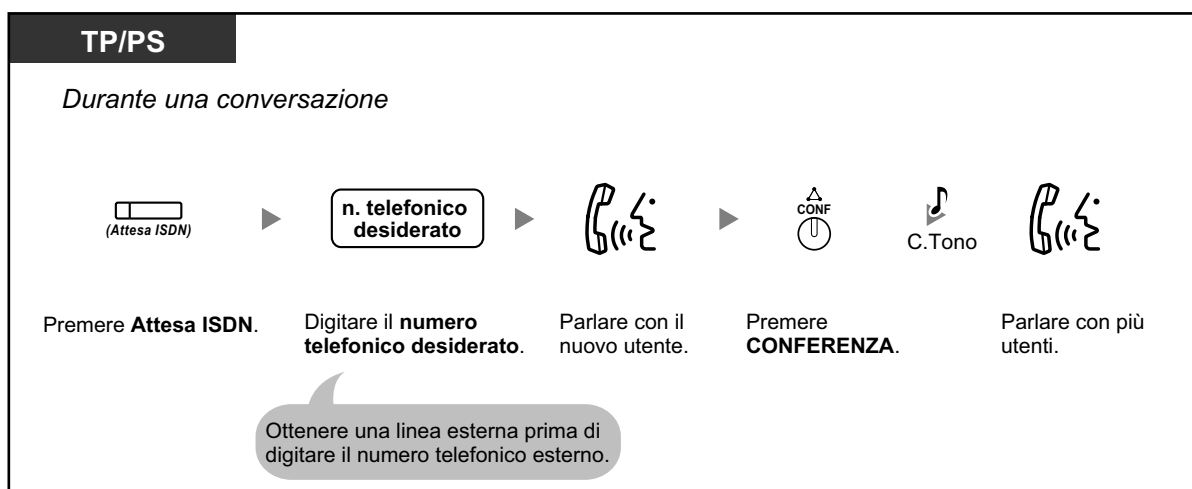 TP/PS
Durante una conversazione
(Attesa ISDN)
n. telefonico
desiderato
CONF
C.Tono
Premere Attesa ISDN.
Digitare il numero
telefonico desiderato.
Parlare con il
nuovo utente.
Premere
CONFERENZA.
Parlare con più
utenti.
Ottenere una linea esterna prima di
digitare il numero telefonico esterno.